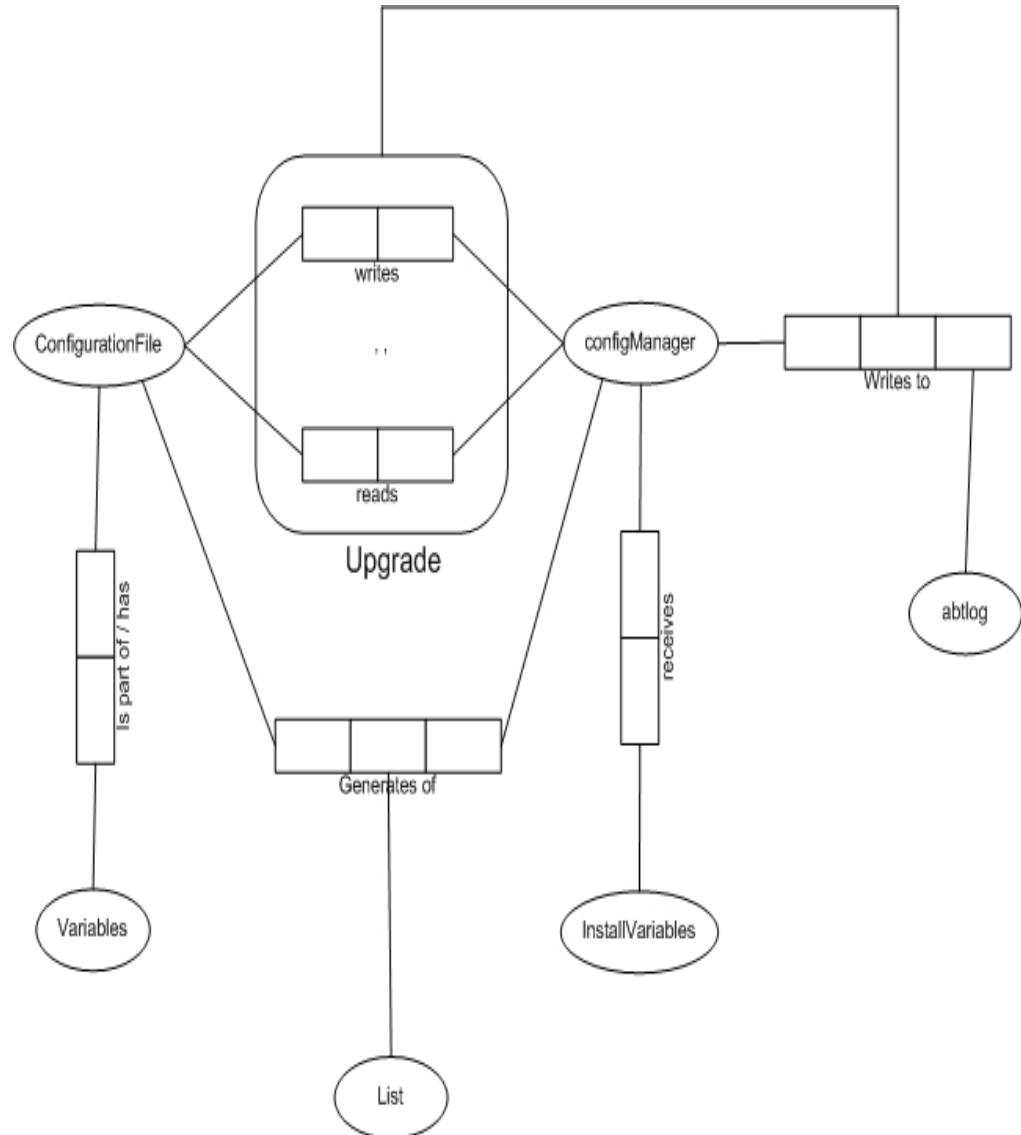 writes
ConfigurationFile
, ,
configManager
Writes to
reads
Upgrade
abtlog
Is part of / has
receives
Generates of
Variables
InstallVariables
List